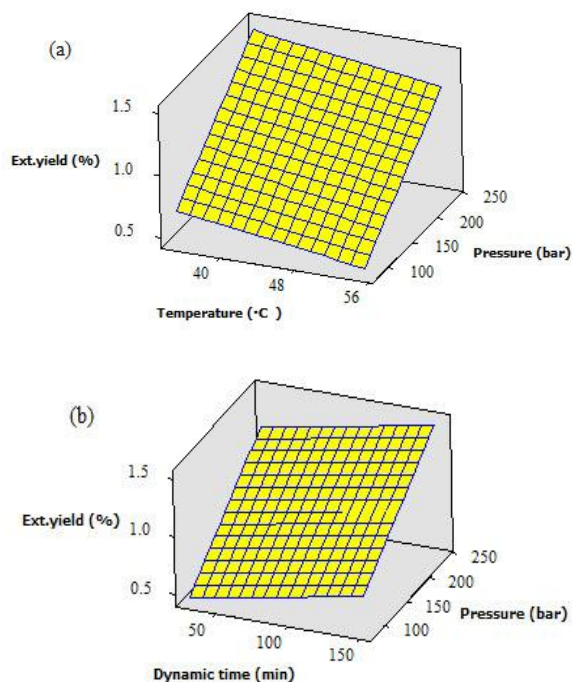 (a)
1.5
Ext.yield (%)
1.0
0.5
250
200
150
100
Pressure (bar)
40
48
56
Temperature (·C )
(b)
1.5
Ext.yield (%)
1.0
0.5
250
200
150
100
Pressure (bar)
50
100
150
Dynamic time (min)